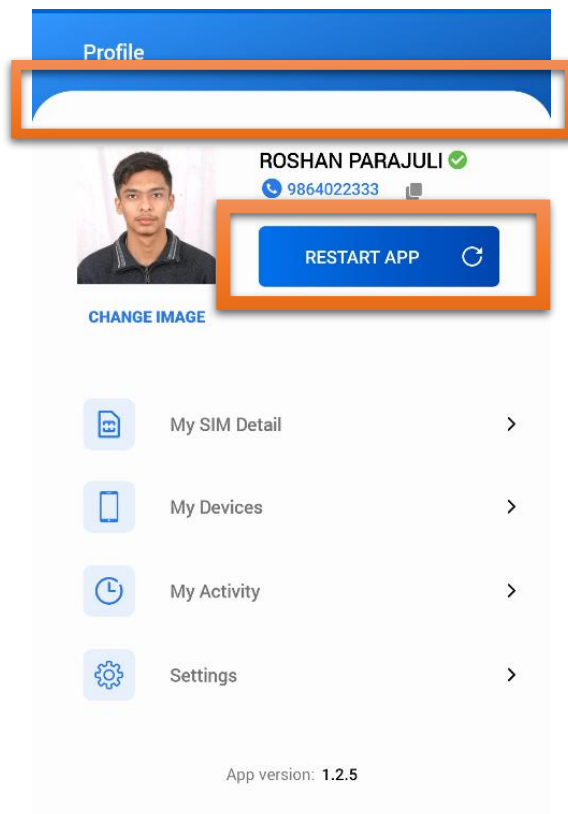 Profile
ROSHAN PARAJULI
9864022333
RESTART APP
CHANGE IMAGE
My SIM Detail
My Devices
My Activity
Settings
App version: 1.2.5